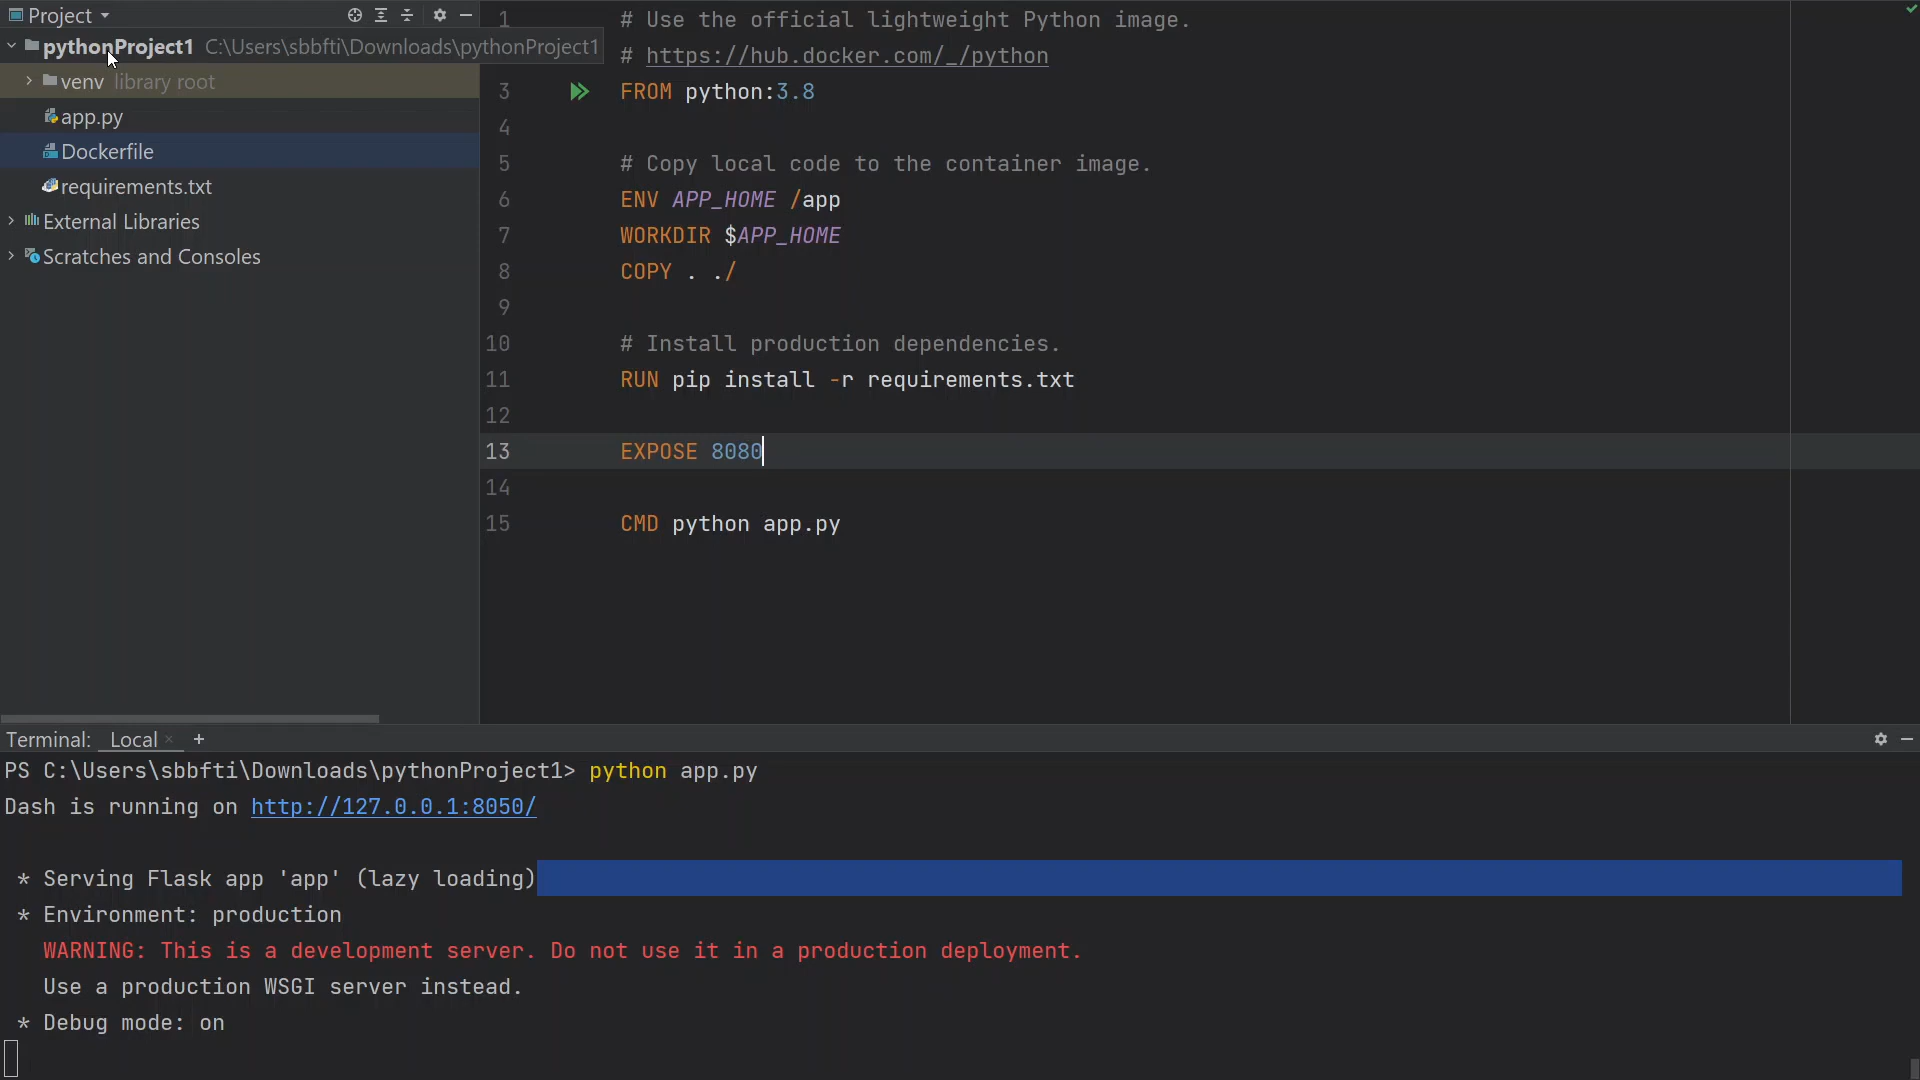 Project
pythonProject1 C:\Users\sbbfti\Downloads\pythonProject1
venv library root
app.py
Dockerfile
requirements.txt
External Libraries
Scratches and Consoles
1 # Use the official lightweight Python image.
# https://hub.docker.com/_/python
3 FROM python:3.8
4
5 # Copy local code to the container image.
6 ENV APP_HOME /app
7 WORKDIR $APP_HOME
8 COPY . ./
9
10 # Install production dependencies.
11 RUN pip install -r requirements.txt
12
13 EXPOSE 8080
14
15 CMD python app.py
Terminal: Local × +
PS C:\Users\sbbfti\Downloads\pythonProject1> python app.py
Dash is running on http://127.0.0.1:8050/
* Serving Flask app 'app' (lazy loading)
* Environment: production
WARNING: This is a development server. Do not use it in a production deployment.
Use a production WSGI server instead.
* Debug mode: on